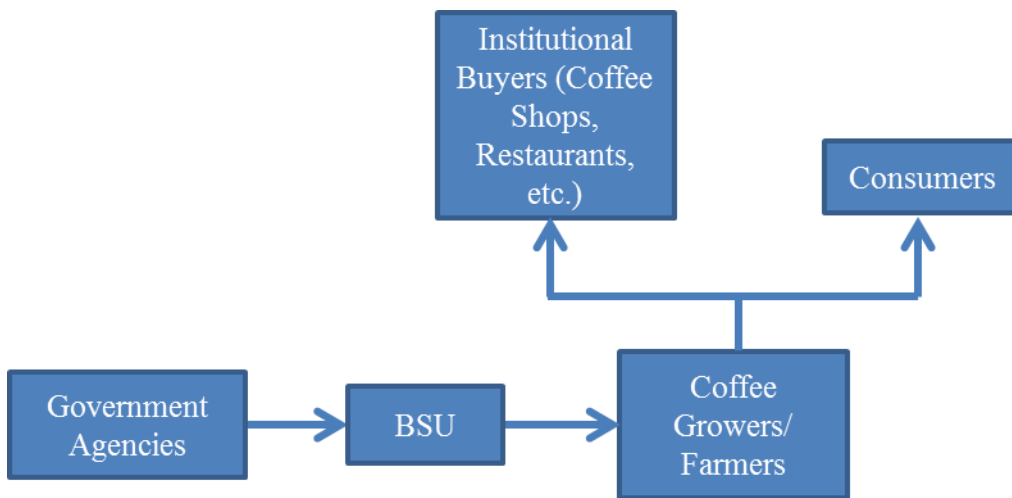 Institutional
Buyers (Coffee
Shops,
Restaurants,
etc.)
Consumers
Government
Agencies
BSU
Coffee
Growers/
Farmers